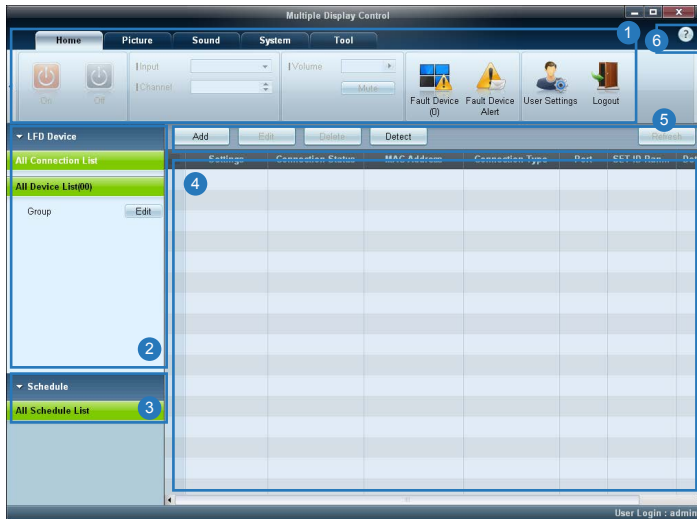 Multiple Display Control
Home Picture Sound System Tool 1 6 ?
Input Volume
On Off Channel Mute Fault Device (0) Fault Device Alert User Settings Logout
5
LFD Device Add Edit Delete Detect Refresh
All Connection List Settings Connection Status MAC Address Connection Type Port SET ID Ran...
All Device List(00) 4
Group Edit
2
Schedule
All Schedule List 3
User Login : admin